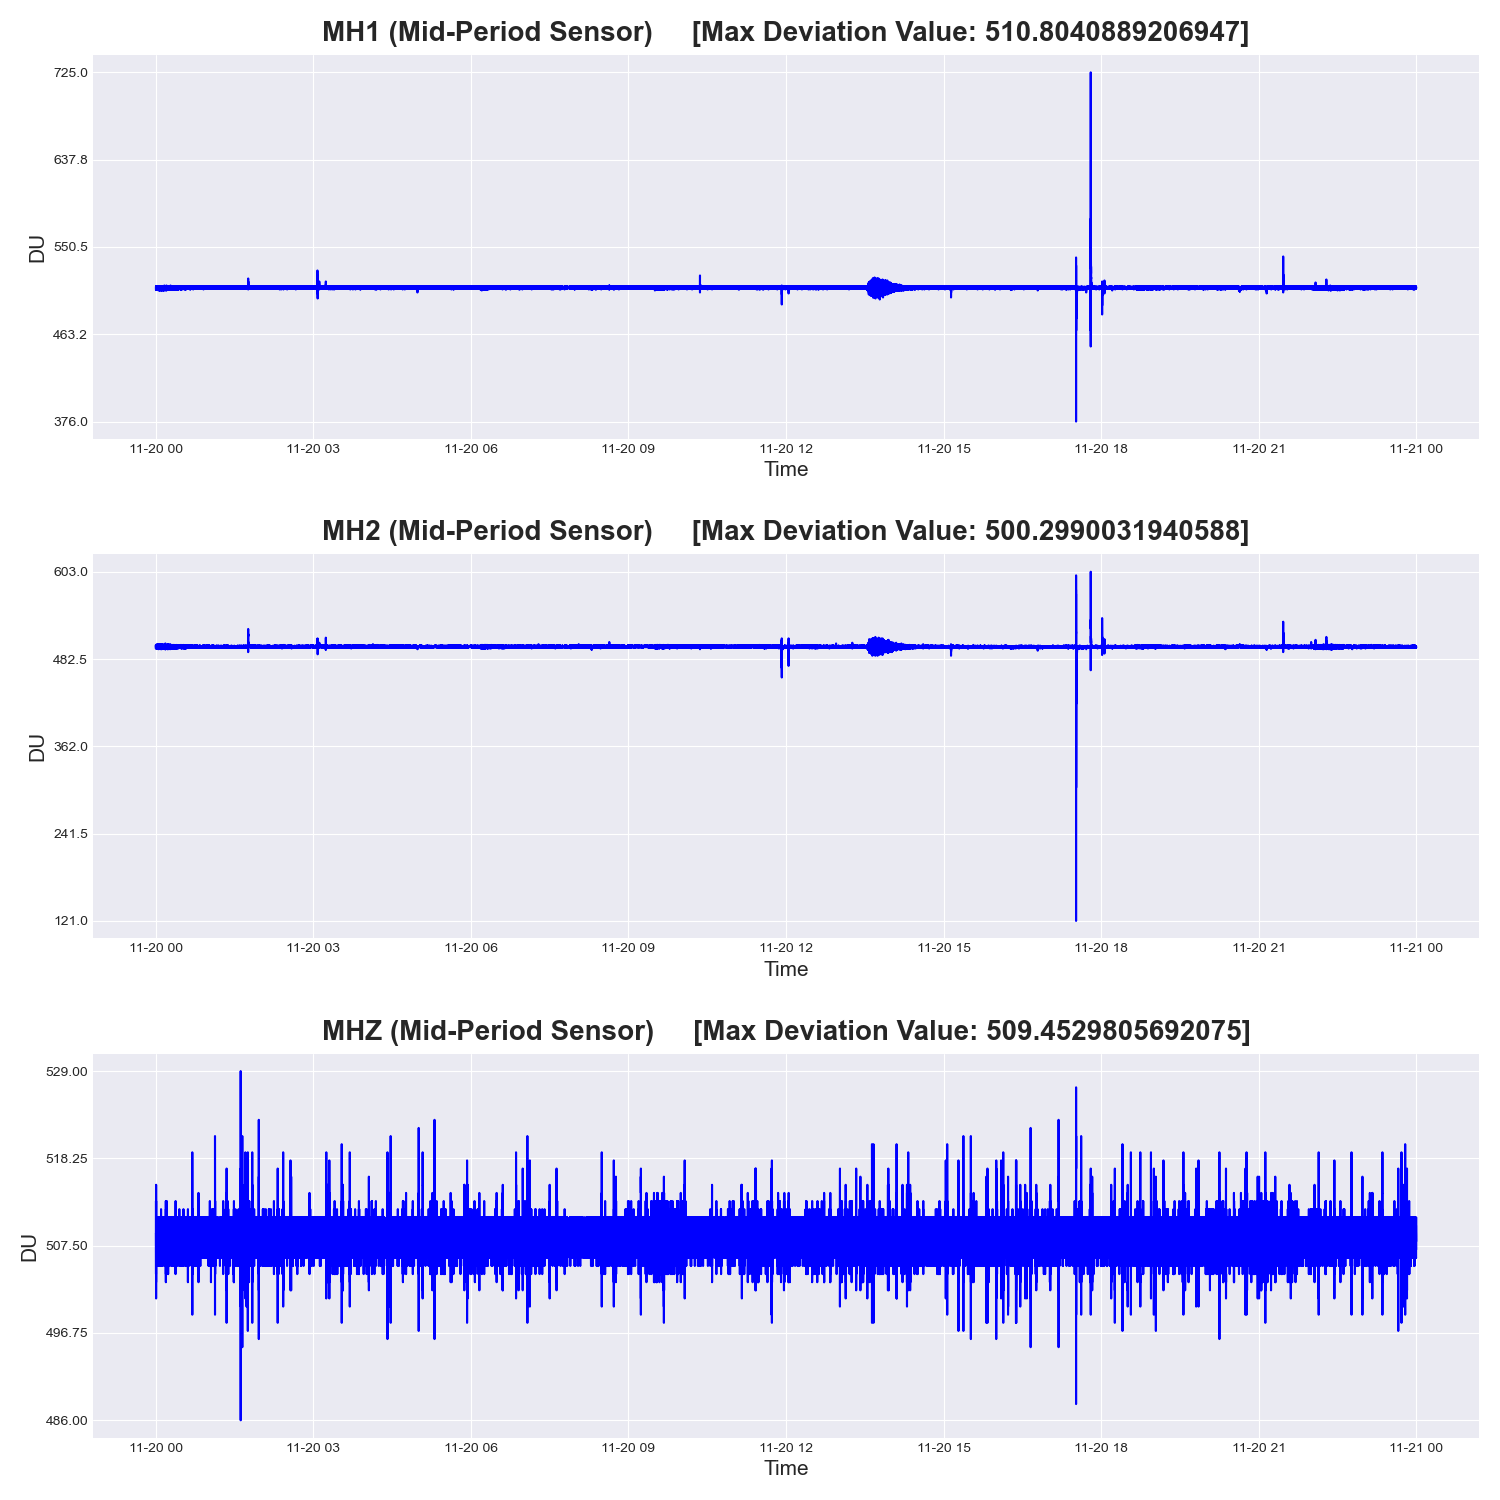 MH1 (Mid-Period Sensor) [Max Deviation Value: 510.8040889206947]
725.0
637.8
550.5
463.2
376.0
DU
11-20 00 11-20 03 11-20 06 11-20 09 11-20 12 11-20 15 11-20 18 11-20 21 11-21 00
Time
MH2 (Mid-Period Sensor) [Max Deviation Value: 500.2990031940588]
603.0
482.5
362.0
241.5
121.0
DU
11-20 00 11-20 03 11-20 06 11-20 09 11-20 12 11-20 15 11-20 18 11-20 21 11-21 00
Time
MHZ (Mid-Period Sensor) [Max Deviation Value: 509.4529805692075]
529.00
518.25
507.50
496.75
486.00
DU
11-20 00 11-20 03 11-20 06 11-20 09 11-20 12 11-20 15 11-20 18 11-20 21 11-21 00
Time